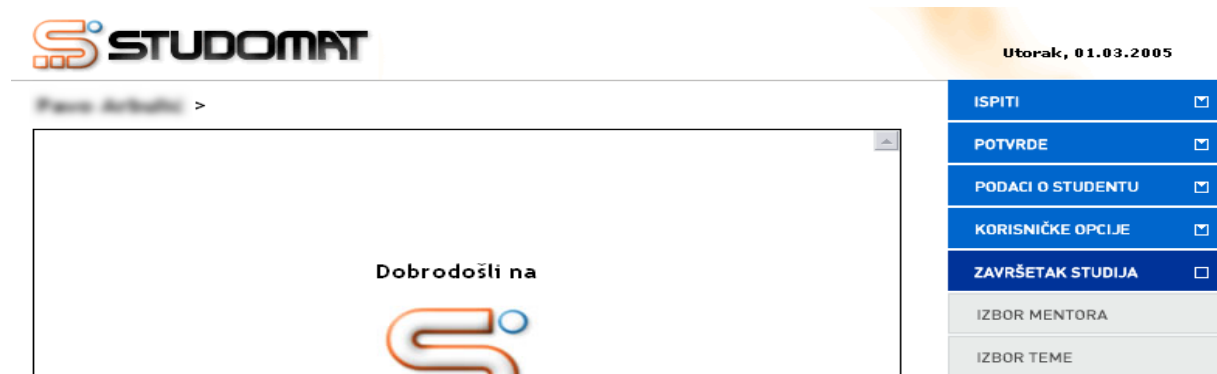 STUDOMAT
Utorak, 01.03.2005
>
ISPITI
POTVRDE
PODACI O STUDENTU
KORISNIČKE OPCIJE
ZAVRŠETAK STUDIJA
IZBOR MENTORA
IZBOR TEME
Dobrodošli na